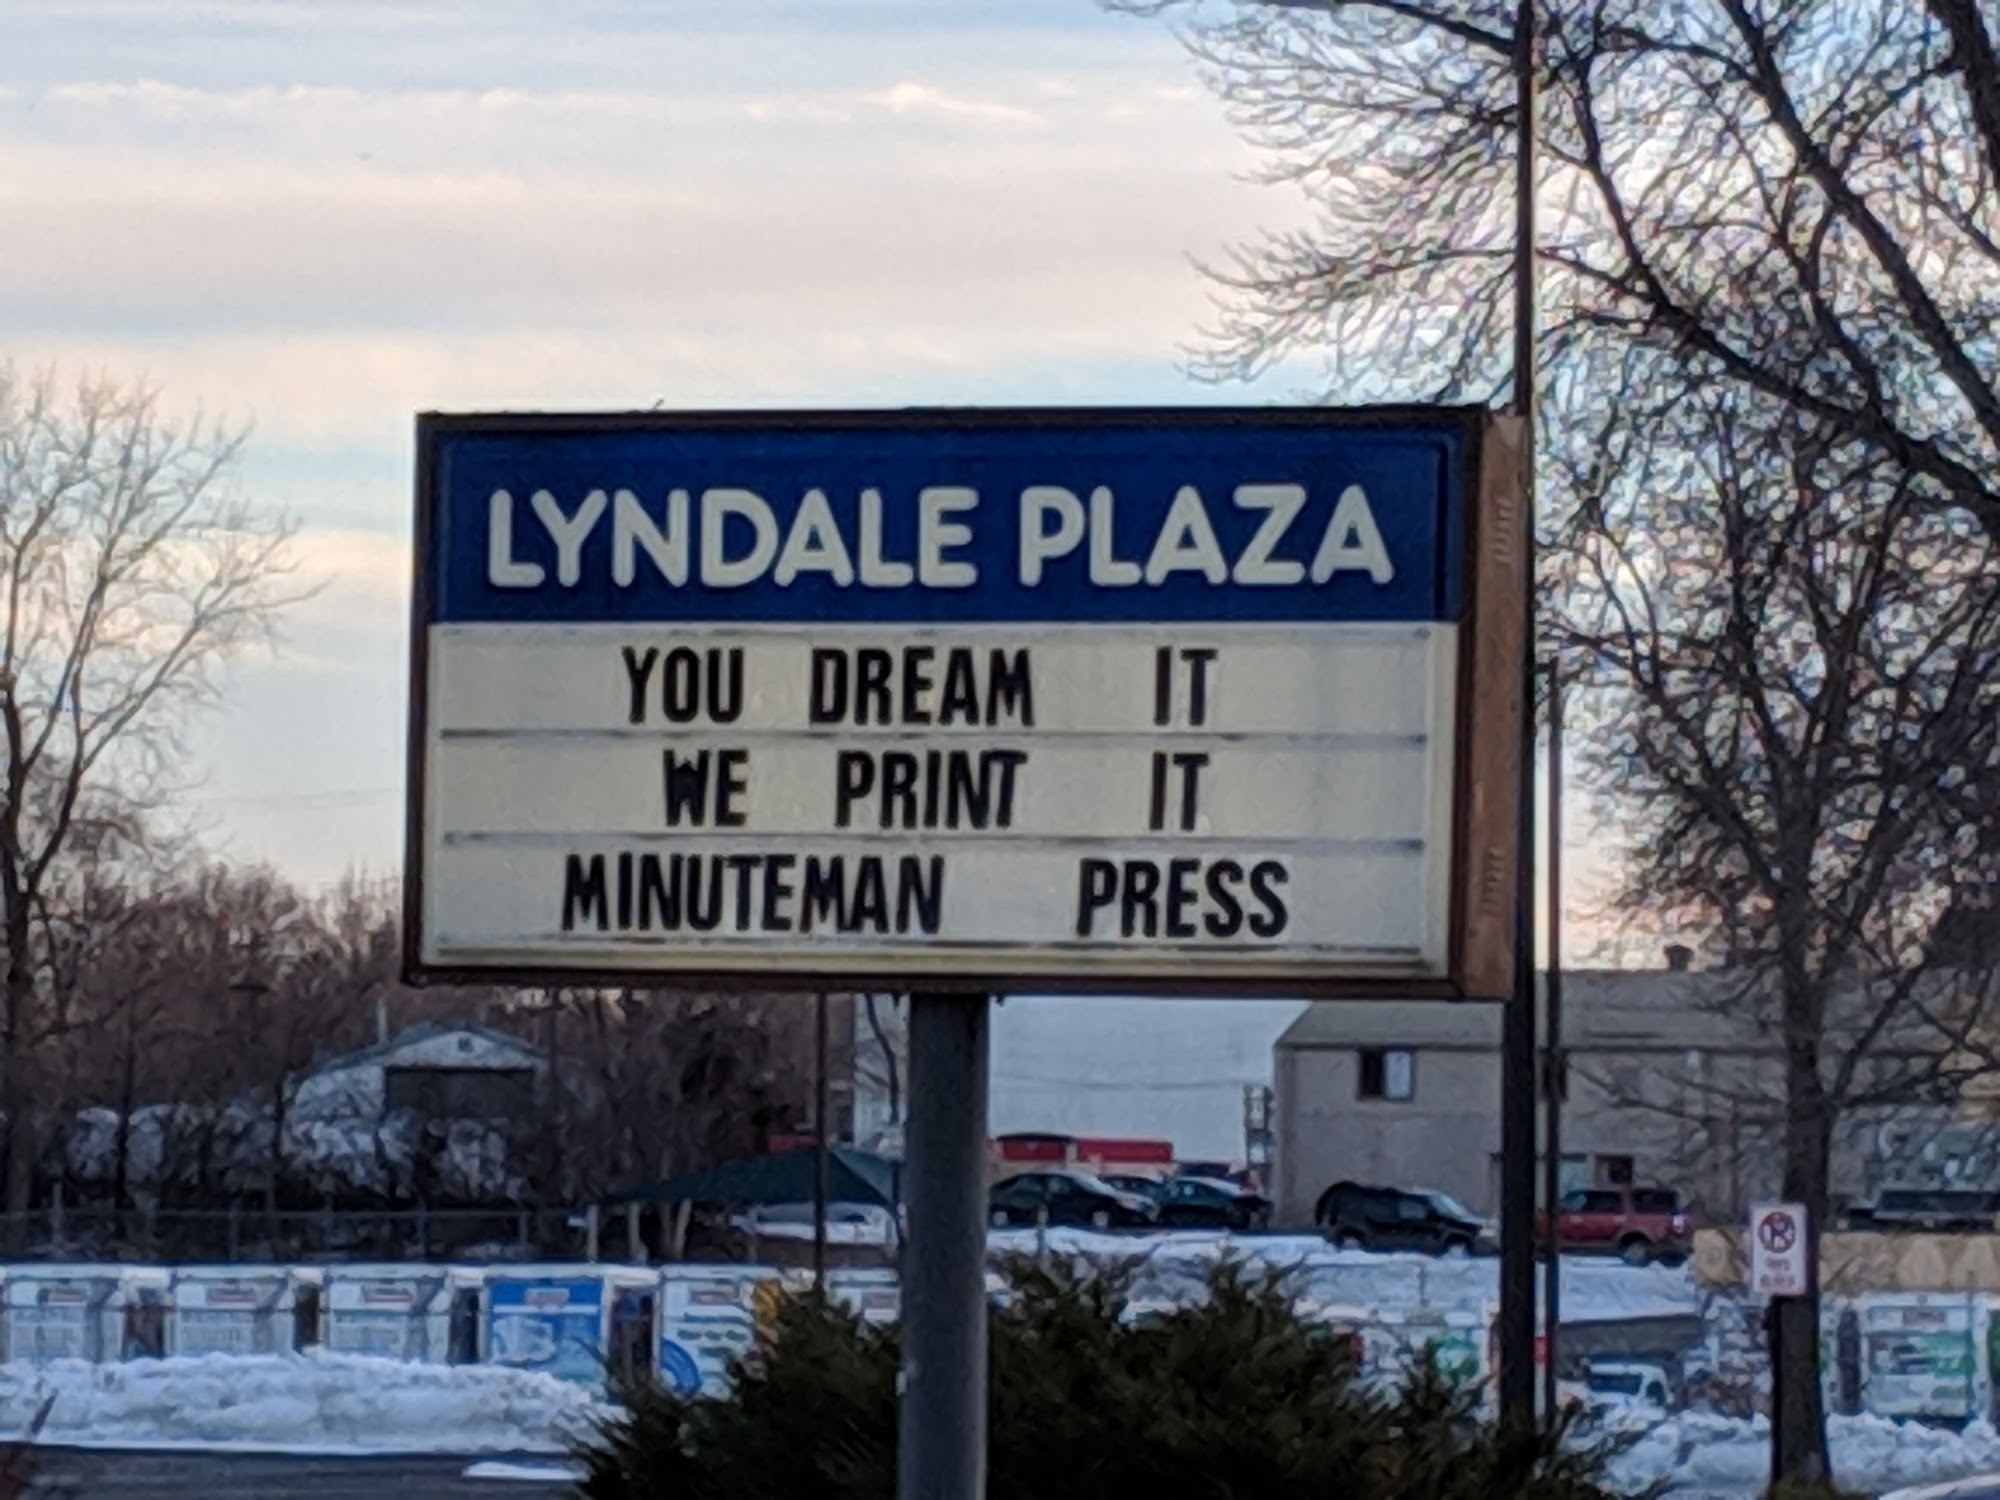 LYNDALE PLAZA
YOU DREAM IT
WE PRINT IT
MINUTEMAN PRESS